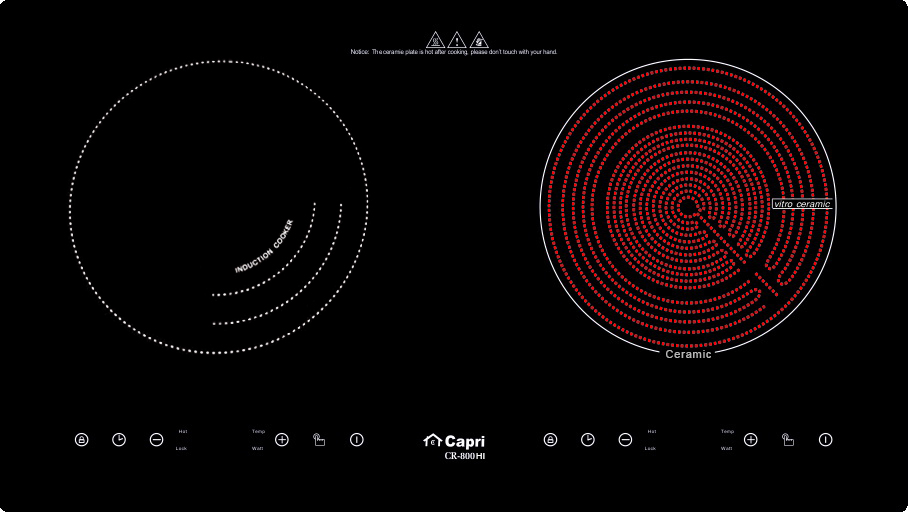 Notice: The ceramie plate is hot after cooking, please don't touch with your hand.
INDUCTION COOKER
vitro ceramic
Ceramic
Hot
Lock
Temp
Watt
Capri
CR-800HI
Hot
Lock
Temp
Watt